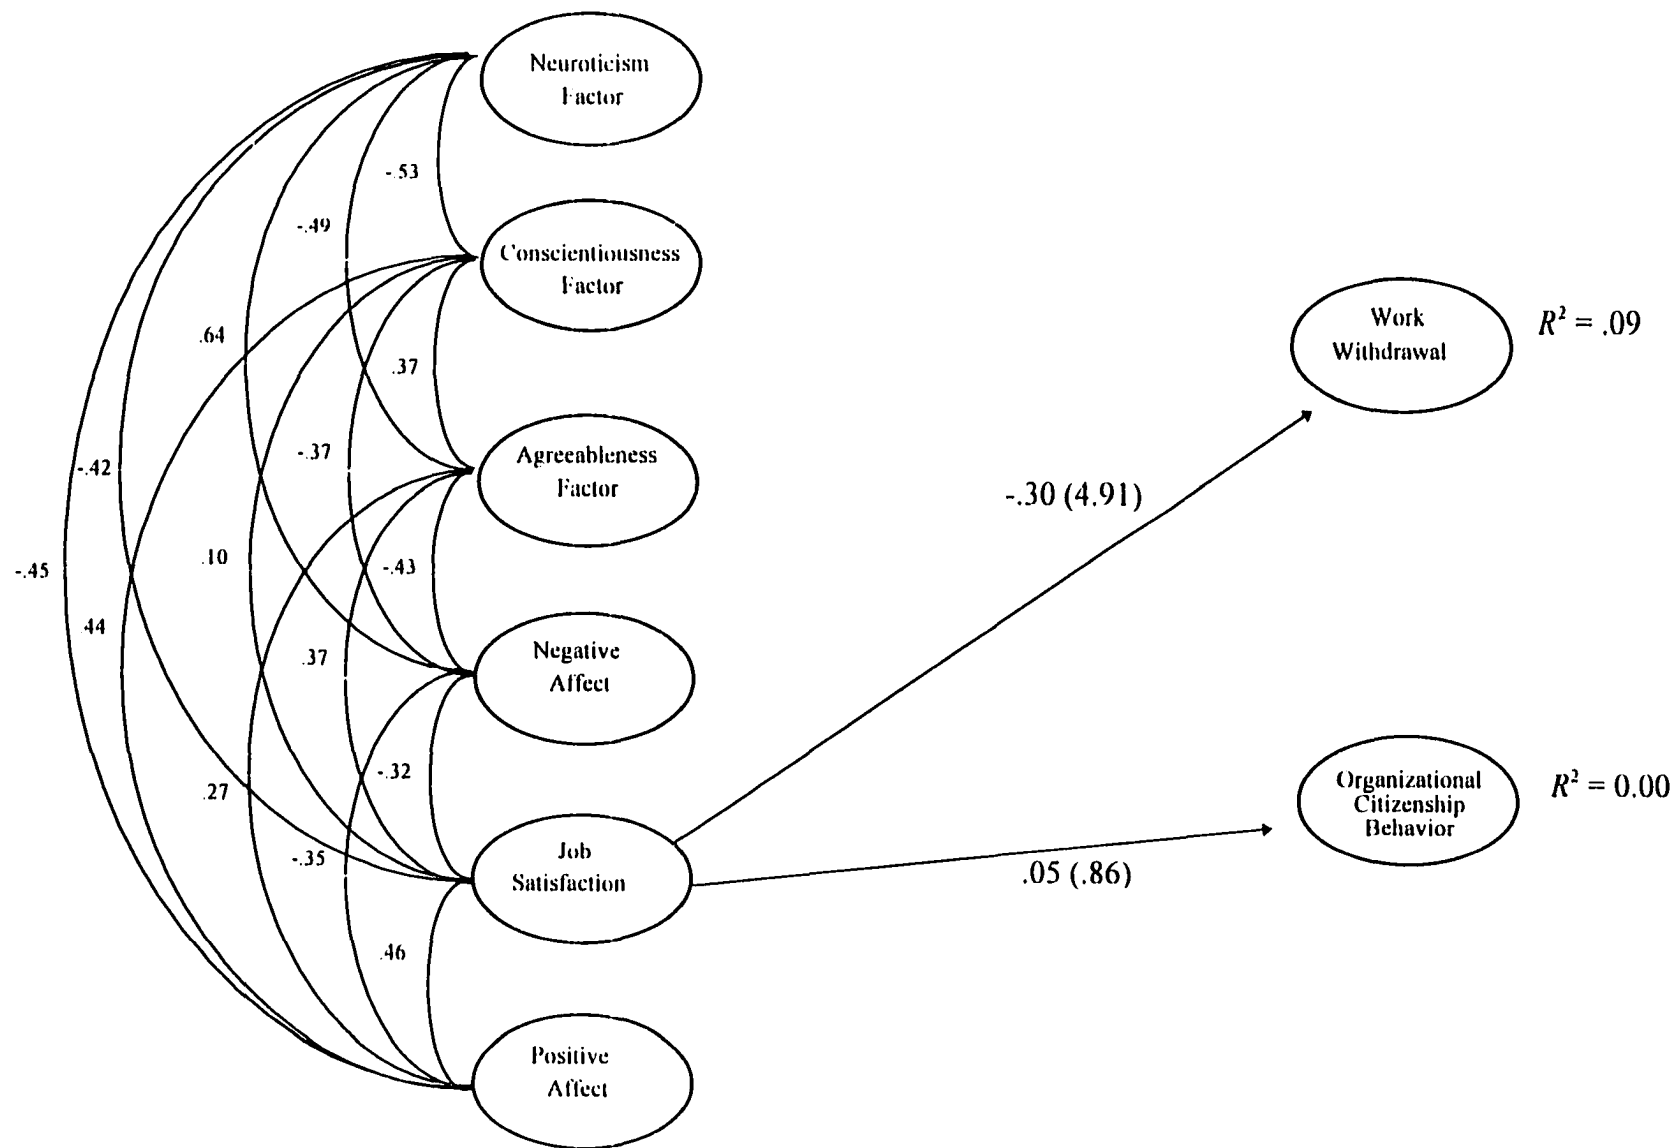 Neuroticism
Factor
-.53
-.49
Conscientiousness
Factor
.64
.37
Work
Withdrawal
R² = .09
-.37
-.42
Agreeableness
Factor
-.30 (4.91)
-.45
.10
-.43
.44
.37
Negative
Affect
-.32
.27
Organizational
Citizenship
Behavior
R² = 0.00
-.35
Job
Satisfaction
.05 (.86)
.46
Positive
Affect